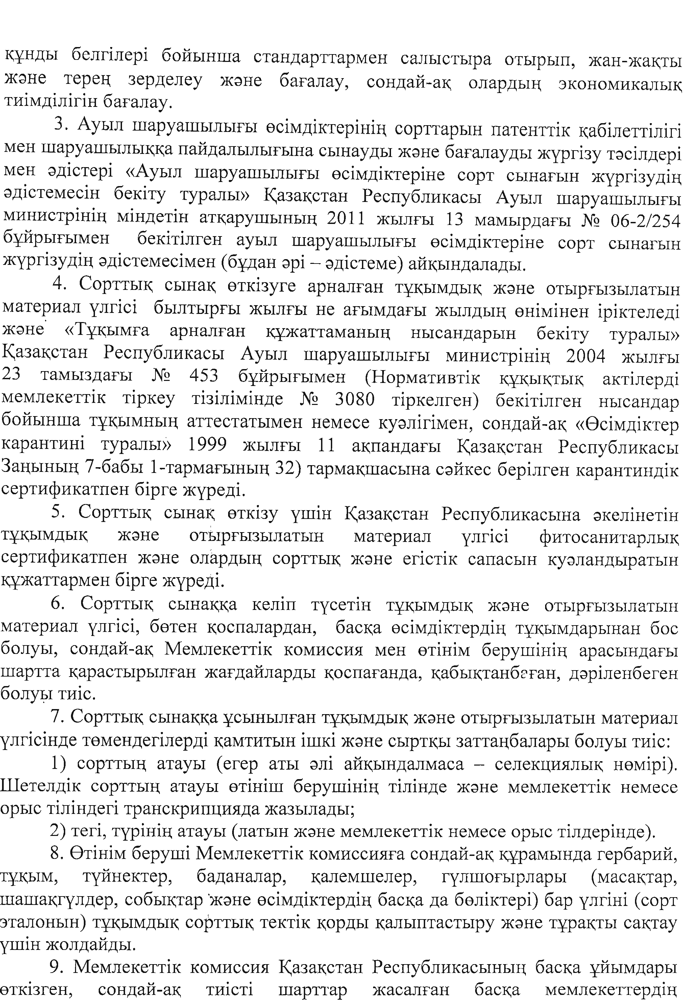 құнды белгілері бойынша стандарттармен салыстыра отырып, жан-жақты
және терең зерделеу және бағалау, сондай-ақ олардың экономикалық
тиімділігін бағалау.
3. Ауыл шаруашылығы өсімдіктерінің сорттарын патенттік қабілеттілігі
мен шаруашылыққа пайдалылығына сынауды және бағалауды жүргізу тәсілдері
мен әдістері «Ауыл шаруашылығы өсімдіктеріне сорт сынағын жүргізудің
әдістемесін бекіту туралы» Қазақстан Республикасы Ауыл шаруашылығы
министрінің міндетін атқарушының 2011 жылғы 13 мамырдағы № 06-2/254
бұйрығымен бекітілген ауыл шаруашылығы өсімдіктеріне сорт сынағын
жүргізудің әдістемесімен (бұдан әрі – әдістеме) айқындалады.
4. Сорттық сынақ өткізуге арналған тұқымдық және отырғызылатын
материал үлгісі былтырғы жылғы не ағымдағы жылдың өнімінен іріктеледі
және «Тұқымға арналған құжаттаманың нысандарын бекіту туралы»
Қазақстан Республикасы Ауыл шаруашылығы министрінің 2004 жылғы
23 тамыздағы № 453 бұйрығымен (Нормативтік құқықтық актілерді
мемлекеттік тіркеу тізілімінде № 3080 тіркелген) бекітілген нысандар
бойынша тұқымның аттестатымен немесе куәлігімен, сондай-ақ «Өсімдіктер
карантині туралы» 1999 жылғы 11 ақпандағы Қазақстан Республикасы
Заңының 7-бабы 1-тармағының 32) тармақшасына сәйкес берілген карантиндік
сертификатпен бірге жүреді.
5. Сорттық сынақ өткізу үшін Қазақстан Республикасына әкелінетін
тұқымдық және отырғызылатын материал үлгісі фитосанитарлық
сертификатпен және олардың сорттық және егістік сапасын куәландыратын
құжаттармен бірге жүреді.
6. Сорттық сынаққа келіп түсетін тұқымдық және отырғызылатын
материал үлгісі, бөтен қоспалардан, басқа өсімдіктердің тұқымдарынан бос
болуы, сондай-ақ Мемлекеттік комиссия мен өтінім берушінің арасындағы
шартта қарастырылған жағдайларды қоспағанда, қабықтанбаған, дәріленбеген
болуы тиіс.
7. Сорттық сынаққа ұсынылған тұқымдық және отырғызылатын материал
үлгісінде төмендегілерді қамтитын ішкі және сыртқы заттаңбалары болуы тиіс:
1) сорттың атауы (егер аты әлі айқындалмаса – селекциялық нөмірі).
Шетелдік сорттың атауы өтініш берушінің тілінде және мемлекеттік немесе
орыс тіліндегі транскрипцияда жазылады;
2) тегі, түрінің атауы (латын және мемлекеттік немесе орыс тілдерінде).
8. Өтінім беруші Мемлекеттік комиссияға сондай-ақ құрамында гербарий,
тұқым, түйнектер, баданалар, қалемшелер, гүлшоғырлары (масақтар,
шашақгүлдер, собықтар және өсімдіктердің басқа да бөліктері) бар үлгіні (сорт
эталонын) тұқымдық сорттық тектік қорды қалыптастыру және тұрақты сақтау
үшін жолдайды.
9. Мемлекеттік комиссия Қазақстан Республикасының басқа ұйымдары
өткізген, сондай-ақ тиісті шарттар жасалған басқа мемлекеттердің